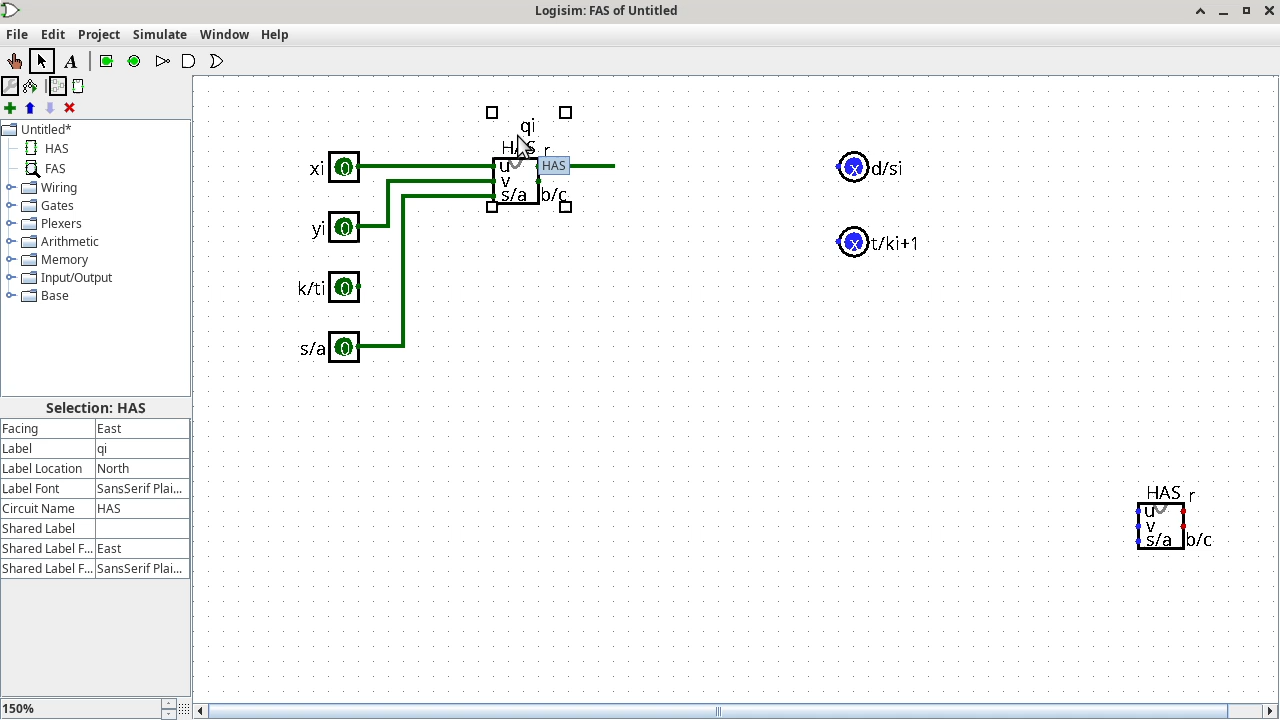 Logisim: FAS of Untitled
File Edit Project Simulate Window Help
A
Untitled*
HAS
FAS
Wiring
Gates
Plexers
Arithmetic
Memory
Input/Output
Base
Selection: HAS
Facing East
Label qi
Label Location North
Label Font SansSerif Plai...
Circuit Name HAS
Shared Label
Shared Label F... East
Shared Label F... SansSerif Plai...
150%
qi
HAS r
xi 0 u HAS
v
s/a b/c
yi 0
k/ti 0
s/a 0
x d/si
x t/ki+1
HAS r
u
v
s/a b/c